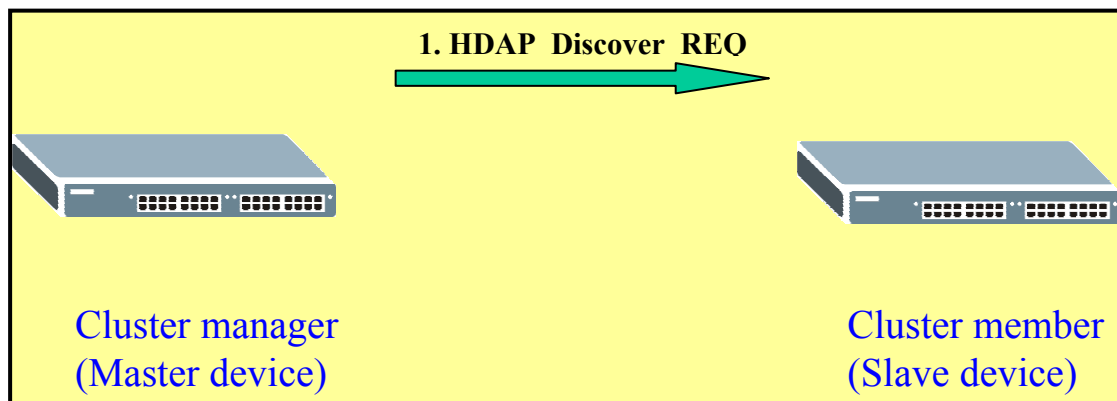 1. HDAP Discover REQ
Cluster manager
(Master device)
Cluster member
(Slave device)